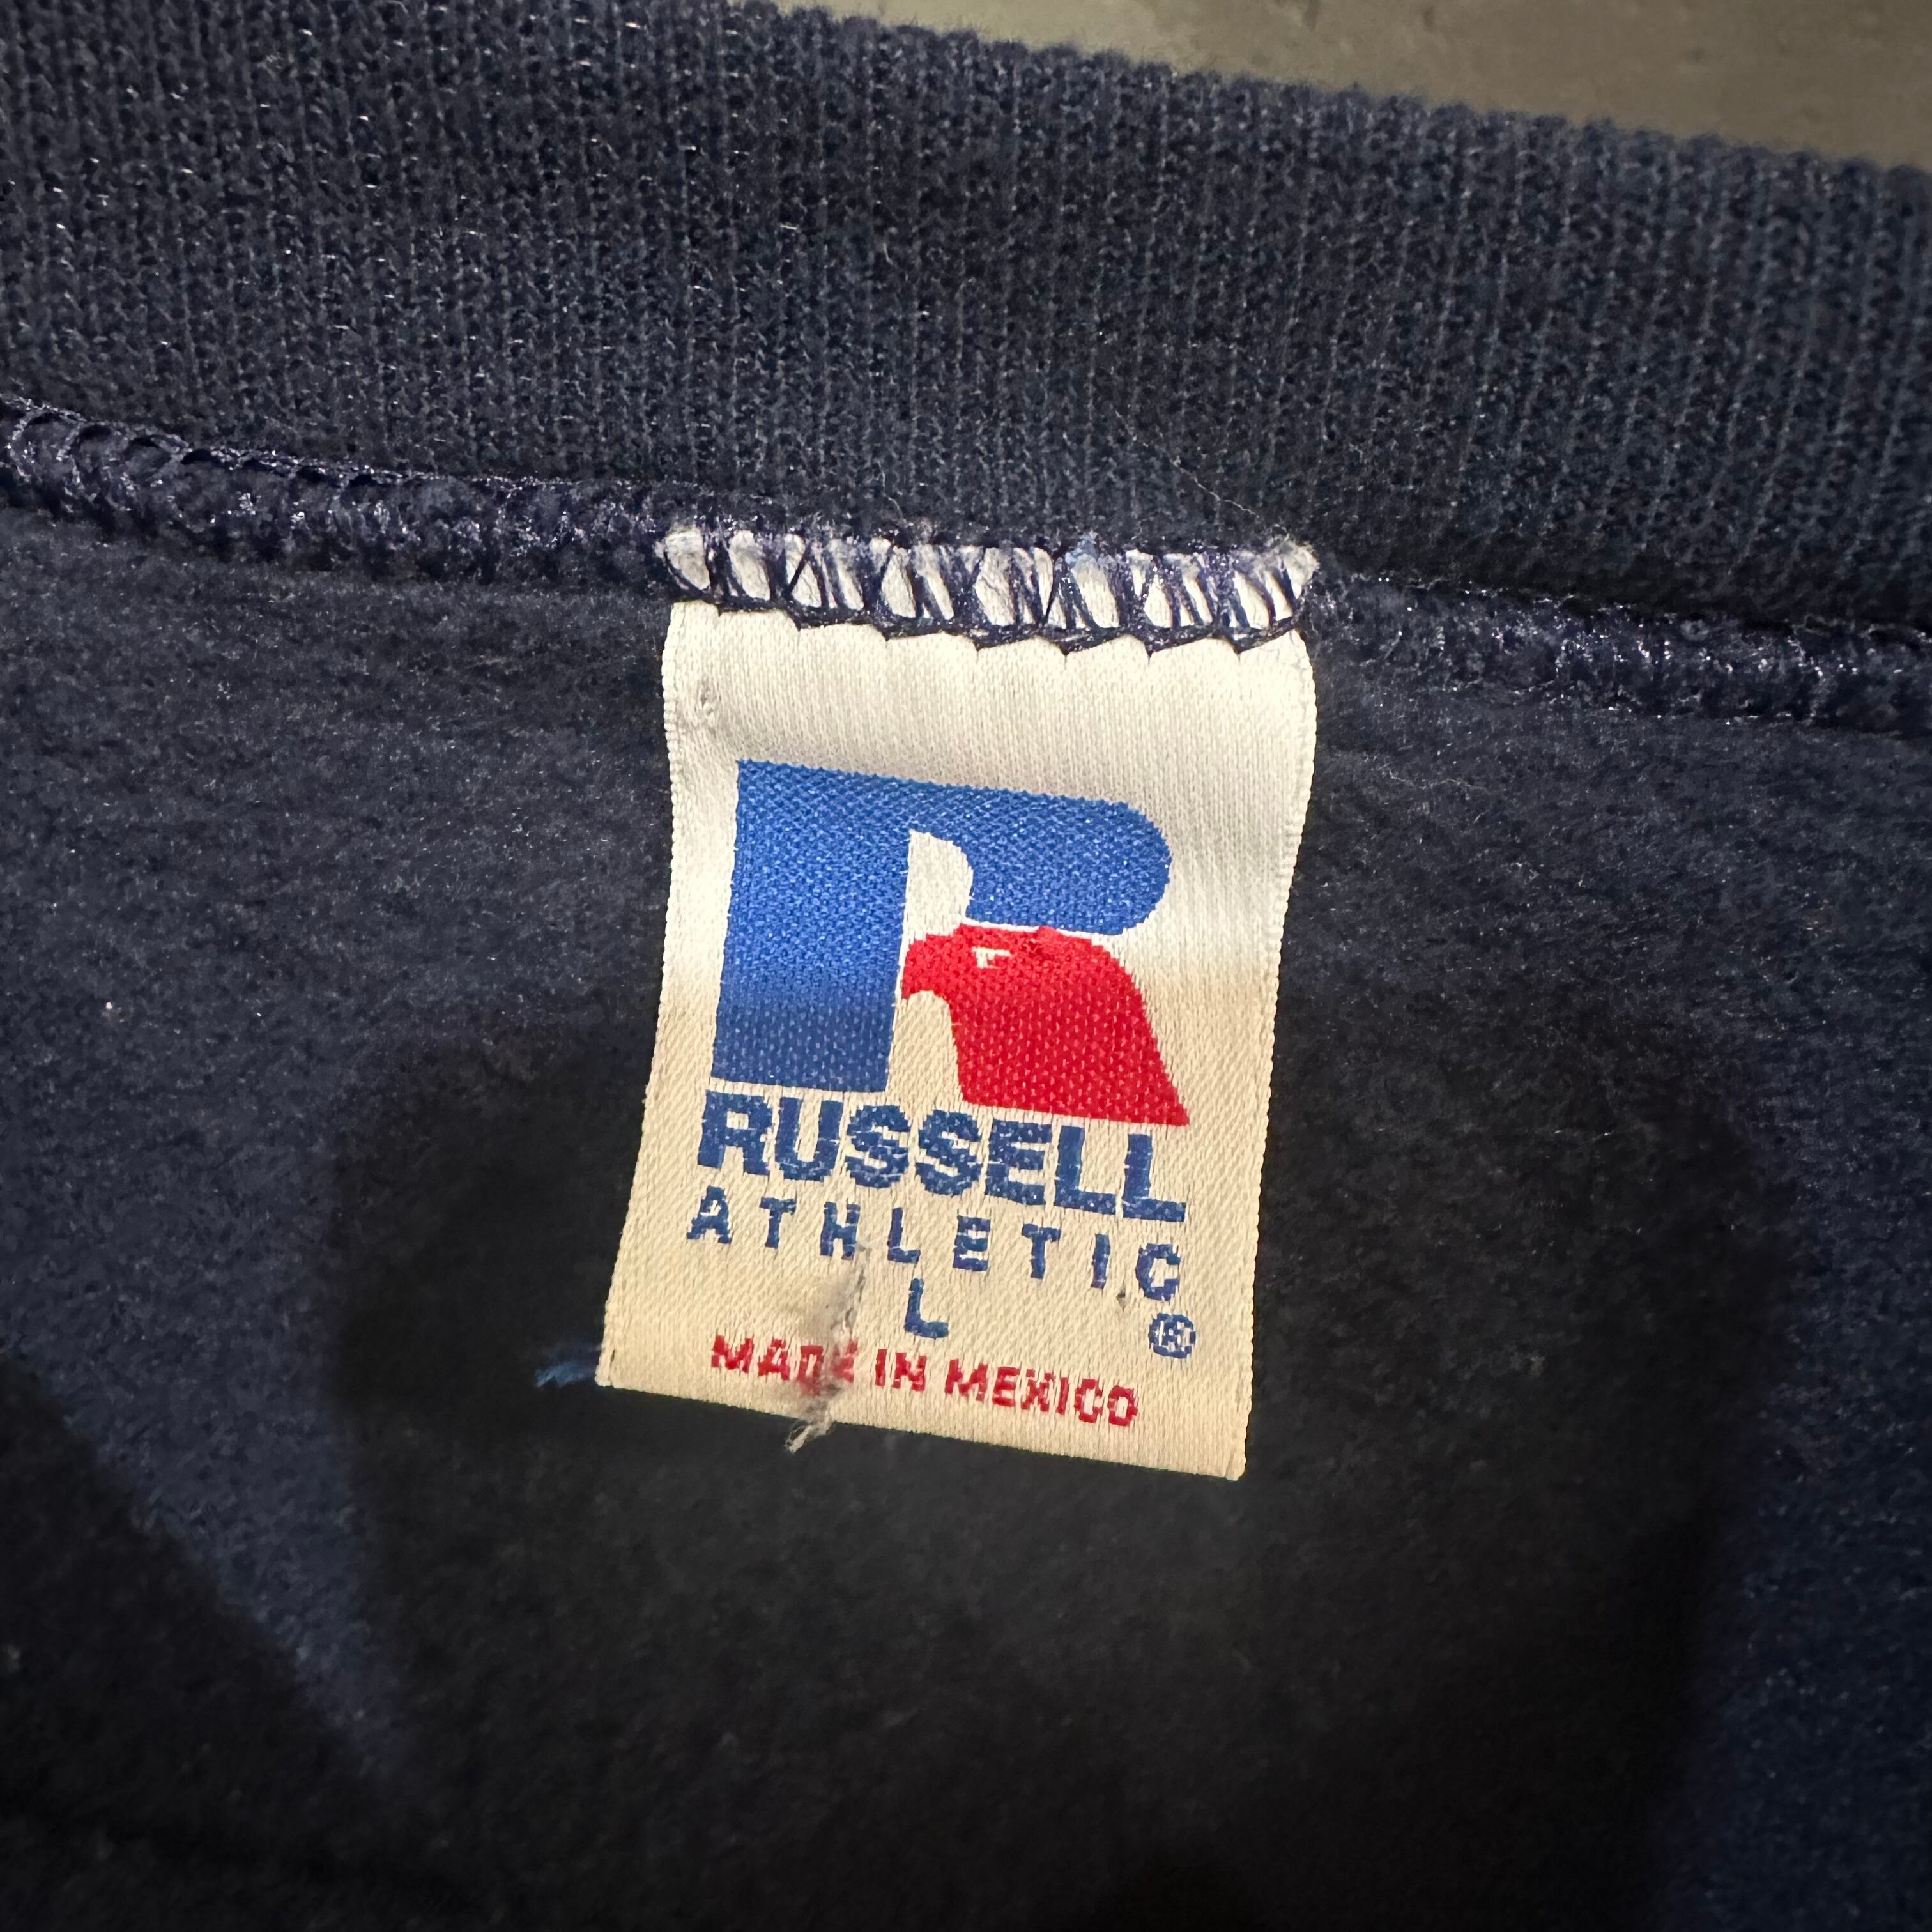 RUSSELL
ATHLETIC
L ®
MADE IN MEXICO